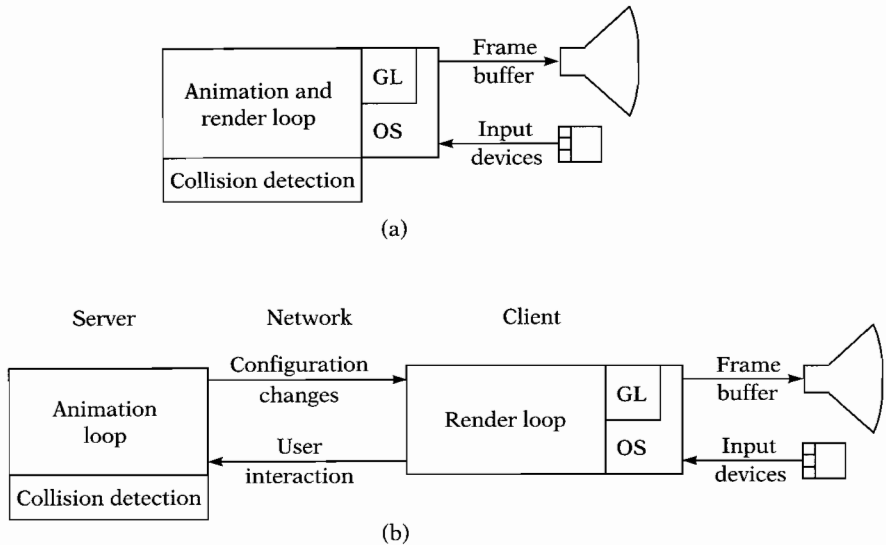 Frame
buffer
GL
Animation and
render loop
OS
Input
devices
Collision detection
(a)
Server
Network
Client
Configuration
changes
Frame
buffer
GL
Animation
loop
Render loop
User
interaction
OS
Input
devices
Collision detection
(b)